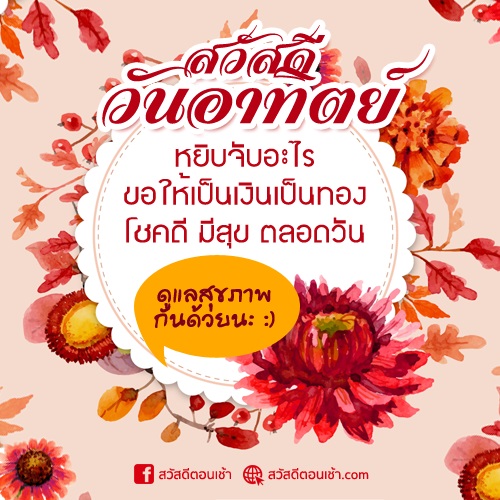 สวัสดี
วันอาทิตย์
หยิบจับอะไร
ขอให้เป็นเงินเป็นทอง
โชคดี มีสุข ตลอดวัน
ดูแลสุขภาพ
กันด้วยนะ :)
สวัสดีตอนเช้า สวัสดีตอนเช้า.com